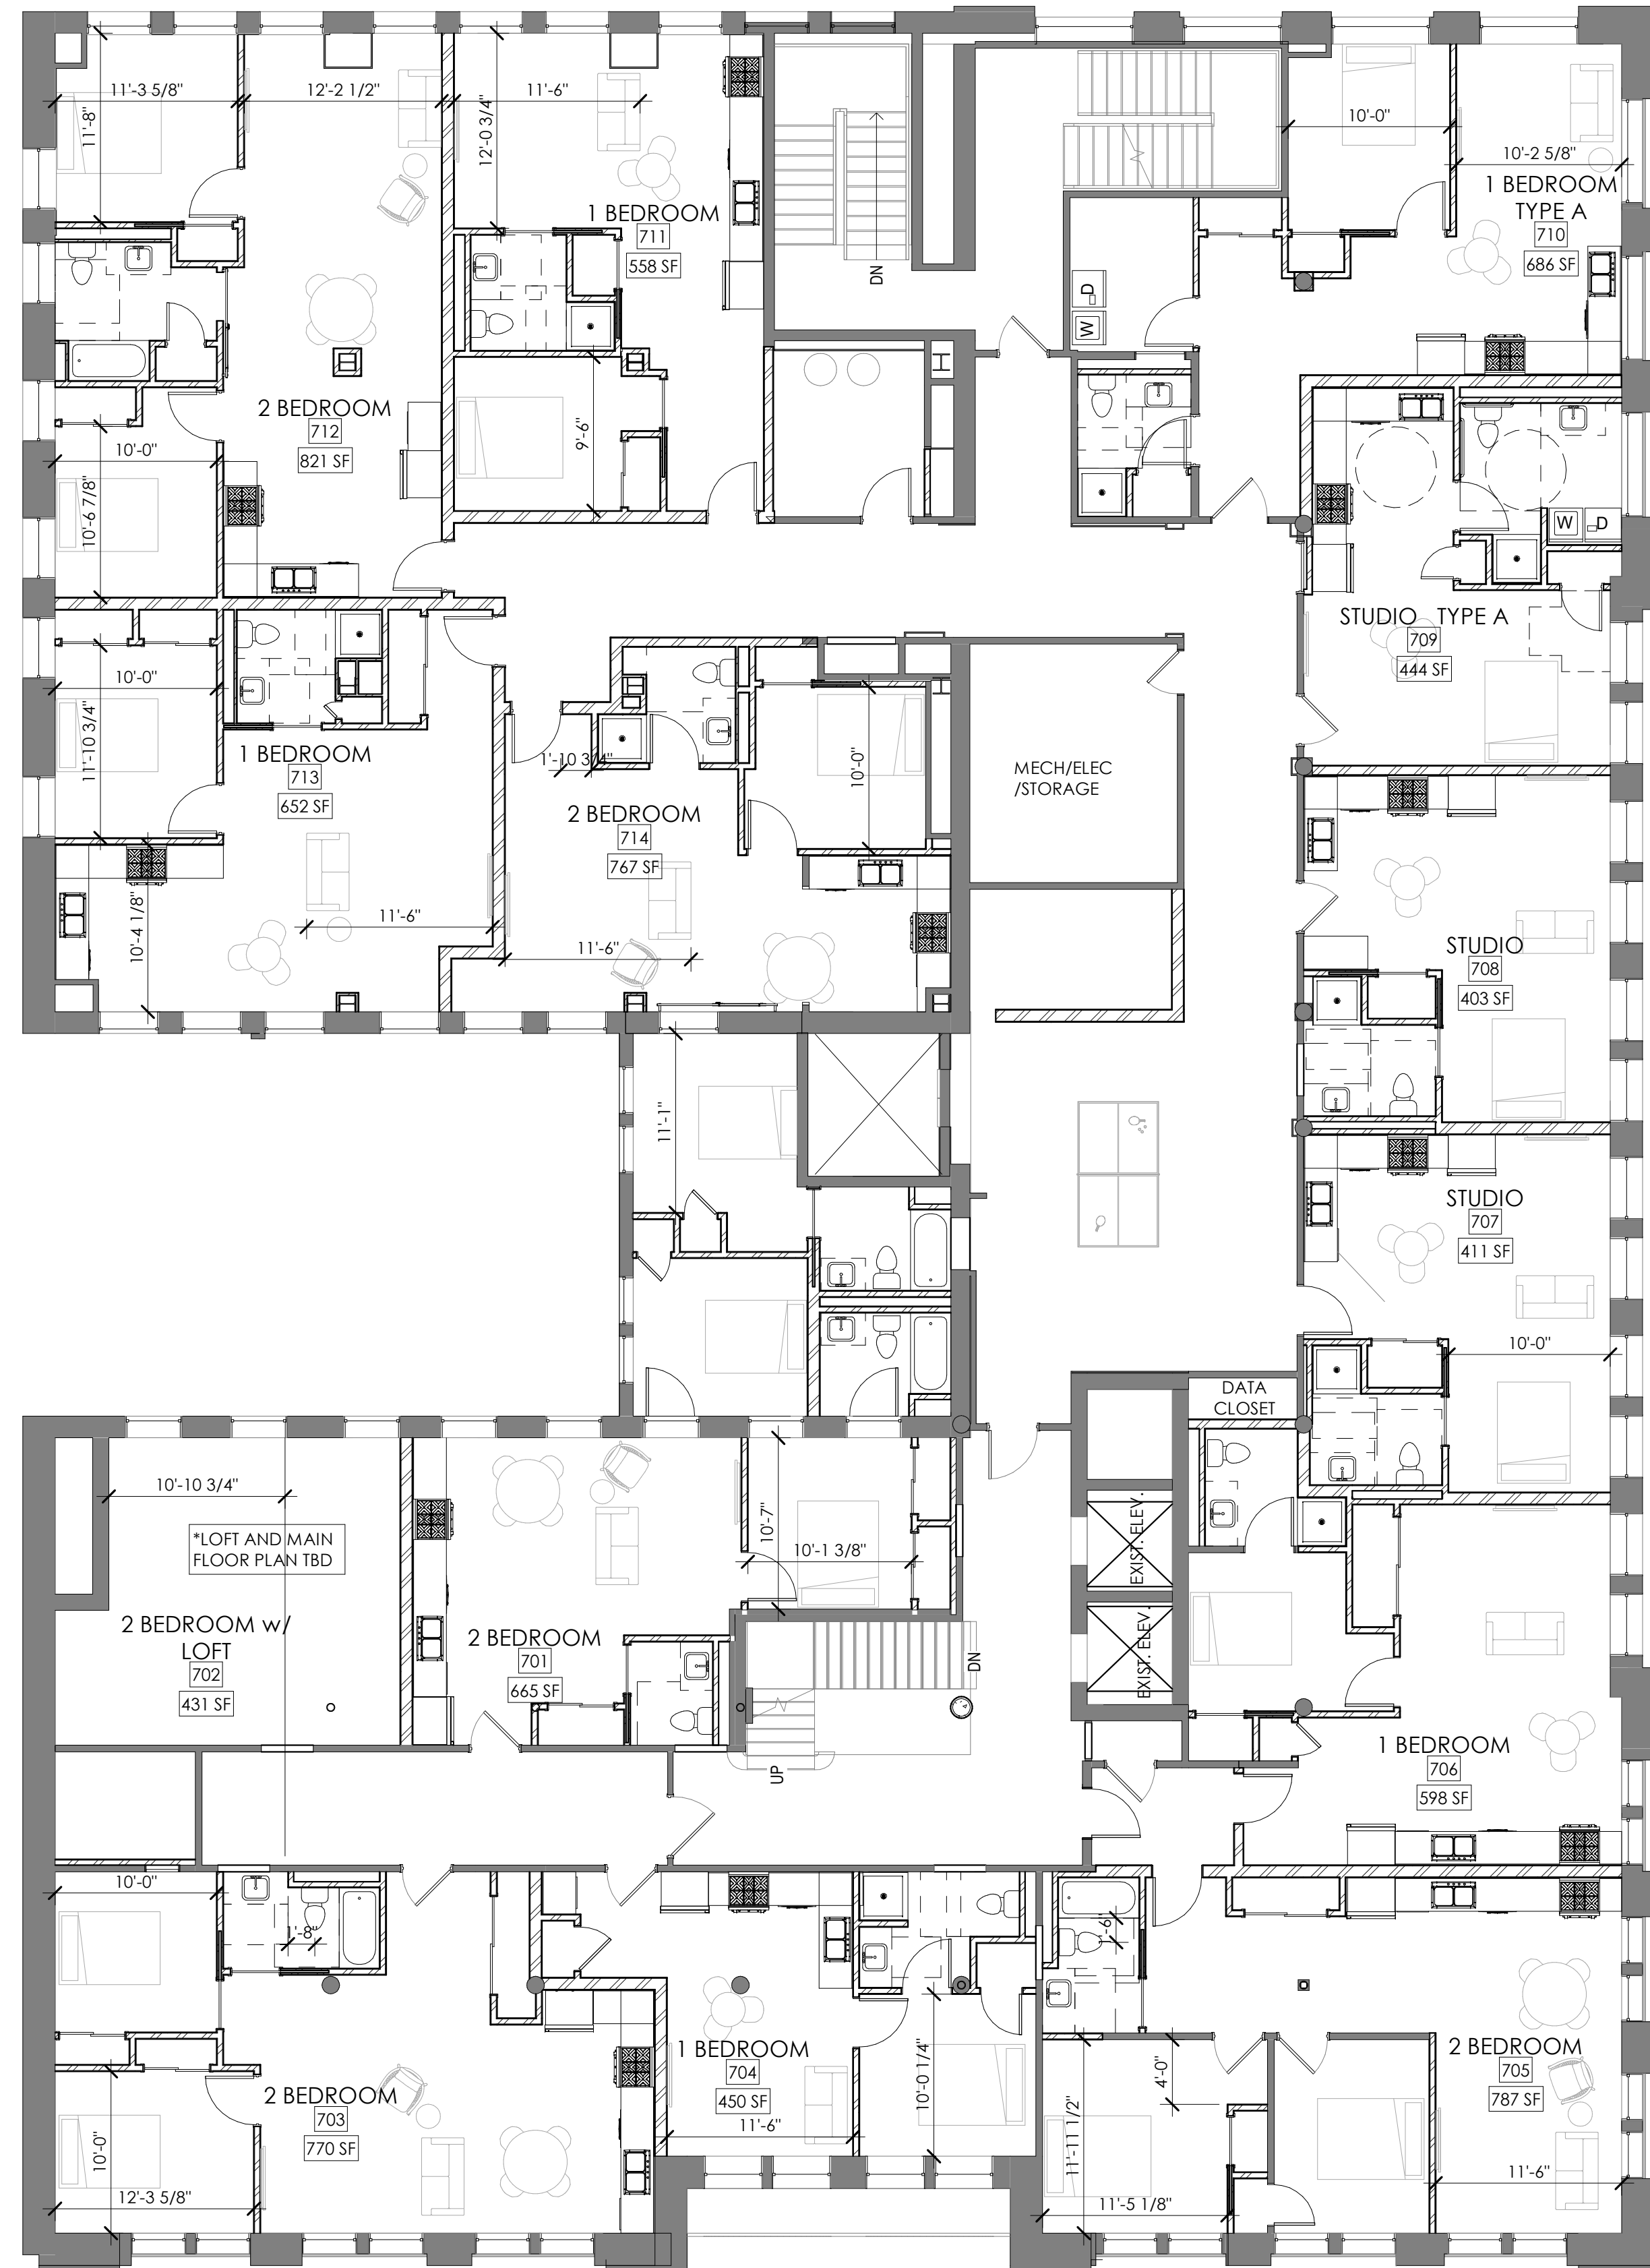 11'-3 5/8"
12'-2 1/2"
11'-6"
11'-8"
12'-0 3/4"
10'-0"
10'-2 5/8"
1 BEDROOM
TYPE A
710
686 SF
1 BEDROOM
711
558 SF
DN
D
W
H
2 BEDROOM
712
821 SF
9'-6"
10'-0"
10'-6 7/8"
W
D
STUDIO TYPE A
709
444 SF
10'-0"
11'-10 3/4"
1 BEDROOM
713
652 SF
1'-10 3/4"
10'-0"
MECH/ELEC
/STORAGE
2 BEDROOM
714
767 SF
10'-4 1/8"
11'-6"
11'-6"
STUDIO
708
403 SF
11'-1"
STUDIO
707
411 SF
10'-0"
DATA
CLOSET
10'-10 3/4"
*LOFT AND MAIN
FLOOR PLAN TBD
10'-7"
10'-1 3/8"
EXIST. ELEV.
EXIST. ELEV.
2 BEDROOM w/
LOFT
702
431 SF
2 BEDROOM
701
665 SF
DN
UP
1 BEDROOM
706
598 SF
10'-0"
1'-8"
2 BEDROOM
703
770 SF
10'-0"
12'-3 5/8"
1 BEDROOM
704
450 SF
11'-6"
10'-0 1/4"
4'-0"
11'-11 1/2"
11'-5 1/8"
2 BEDROOM
705
787 SF
11'-6"